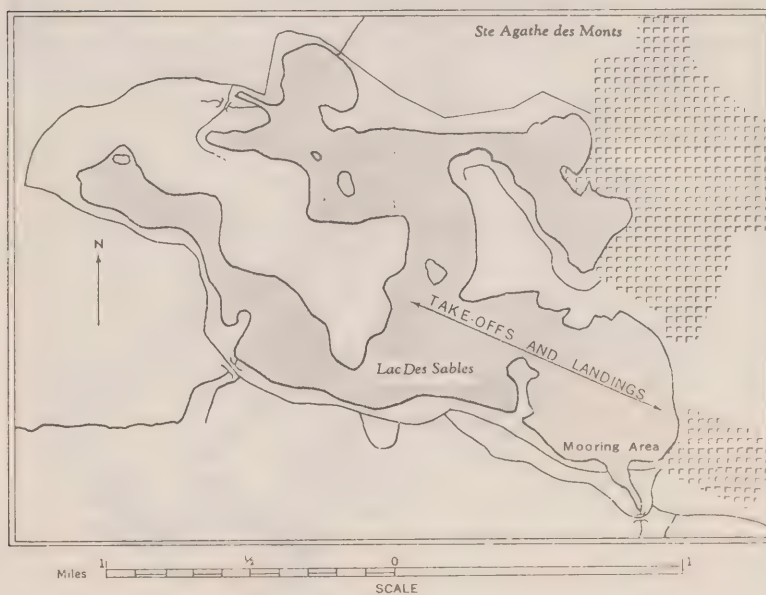 Ste Agathe des Monts
N
TAKE-OFFS AND LANDINGS
Lac Des Sables
Mooring Area
Miles 1 ½ 0 1
SCALE